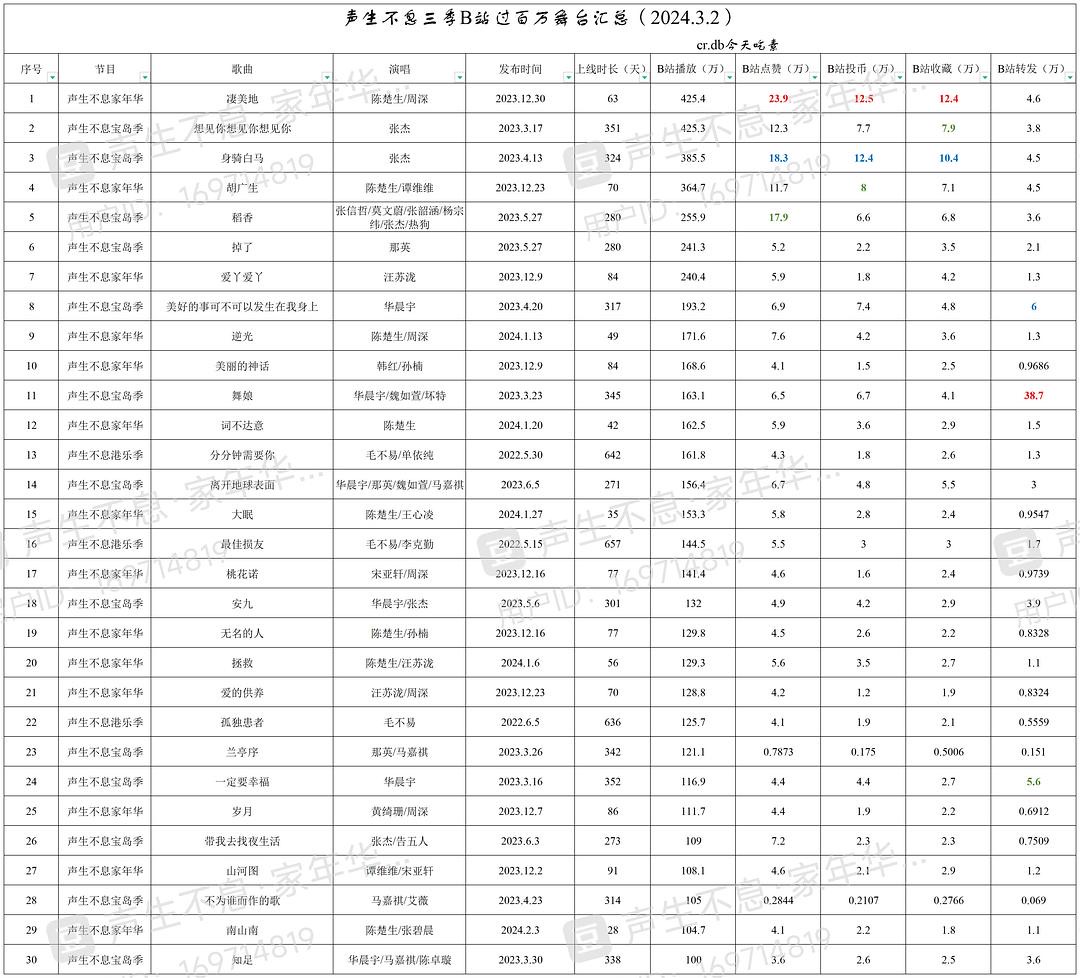 声生不息三季B站过百万舞台汇总（2024.3.2）
cr.db今天吃素
序号 节目 歌曲 演唱 发布时间 上线时长（天） B站播放（万） B站点赞（万） B站投币（万） B站收藏（万） B站转发（万）
1 声生不息家年华 凄美地 陈楚生/周深 2023.12.30 63 425.4 23.9 12.5 12.4 4.6
2 声生不息宝岛季 想见你想见你想见你 张杰 2023.3.17 351 425.3 12.3 7.7 7.9 3.8
3 声生不息宝岛季 身骑白马 张杰 2023.4.13 324 385.5 18.3 12.4 10.4 4.5
4 声生不息家年华 胡广生 陈楚生/谭维维 2023.12.23 70 364.7 11.7 8 7.1 4.5
5 声生不息宝岛季 稻香 张信哲/莫文蔚/张韶涵/杨宗纬/张杰/热狗 2023.5.27 280 255.9 17.9 6.6 6.8 3.6
6 声生不息宝岛季 掉了 那英 2023.5.27 280 241.3 5.2 2.2 3.5 2.1
7 声生不息家年华 爱丫爱丫 汪苏泷 2023.12.9 84 240.4 5.9 1.8 4.2 1.3
8 声生不息宝岛季 美好的事可不可以发生在我身上 华晨宇 2023.4.20 317 193.2 6.9 7.4 4.8 6
9 声生不息家年华 逆光 陈楚生/周深 2024.1.13 49 171.6 7.6 4.2 3.6 1.3
10 声生不息家年华 美丽的神话 韩红/孙楠 2023.12.9 84 168.6 4.1 1.5 2.5 0.9686
11 声生不息宝岛季 舞娘 华晨宇/魏如萱/坏特 2023.3.23 345 163.1 6.5 6.7 4.1 38.7
12 声生不息家年华 词不达意 陈楚生 2024.1.20 42 162.5 5.9 3.6 2.9 1.5
13 声生不息港乐季 分分钟需要你 毛不易/单依纯 2022.5.30 642 161.8 4.3 1.8 2.6 1.3
14 声生不息宝岛季 离开地球表面 华晨宇/那英/魏如萱/马嘉祺 2023.6.5 271 156.4 6.7 4.8 5.5 3
15 声生不息家年华 大眠 陈楚生/王心凌 2024.1.27 35 153.3 5.8 2.8 2.4 0.9547
16 声生不息港乐季 最佳损友 毛不易/李克勤 2022.5.15 657 144.5 5.5 3 3 1.7
17 声生不息家年华 桃花诺 宋亚轩/周深 2023.12.16 77 141.4 4.6 1.6 2.4 0.9739
18 声生不息宝岛季 安九 华晨宇/张杰 2023.5.6 301 132 4.9 4.2 2.9 3.9
19 声生不息家年华 无名的人 陈楚生/孙楠 2023.12.16 77 129.8 4.5 2.6 2.2 0.8328
20 声生不息家年华 拯救 陈楚生/汪苏泷 2024.1.6 56 129.3 5.6 3.5 2.7 1.1
21 声生不息家年华 爱的供养 汪苏泷/周深 2023.12.23 70 128.8 4.2 1.2 1.9 0.8324
22 声生不息港乐季 孤独患者 毛不易 2022.6.5 636 125.7 4.1 1.9 2.1 0.5559
23 声生不息宝岛季 兰亭序 那英/马嘉祺 2023.3.26 342 121.1 0.7873 0.175 0.5006 0.151
24 声生不息宝岛季 一定要幸福 华晨宇 2023.3.16 352 116.9 4.4 4.4 2.7 5.6
25 声生不息家年华 岁月 黄绮珊/周深 2023.12.7 86 111.7 4.4 1.9 2.2 0.6912
26 声生不息宝岛季 带我去找夜生活 张杰/告五人 2023.6.3 273 109 7.2 2.3 2.3 0.7509
27 声生不息家年华 山河图 谭维维/宋亚轩 2023.12.2 91 108.1 4.6 2.1 2.9 1.2
28 声生不息宝岛季 不为谁而作的歌 马嘉祺/艾薇 2023.4.23 314 105 0.2844 0.2107 0.2766 0.069
29 声生不息家年华 南山南 陈楚生/张碧晨 2024.2.3 28 104.7 4.1 2.2 1.8 1.1
30 声生不息宝岛季 知足 华晨宇/马嘉祺/陈卓璇 2023.3.30 338 100 3.6 2.6 2.5 3.6
豆 声生不息·家年华...
用户ID：169714819